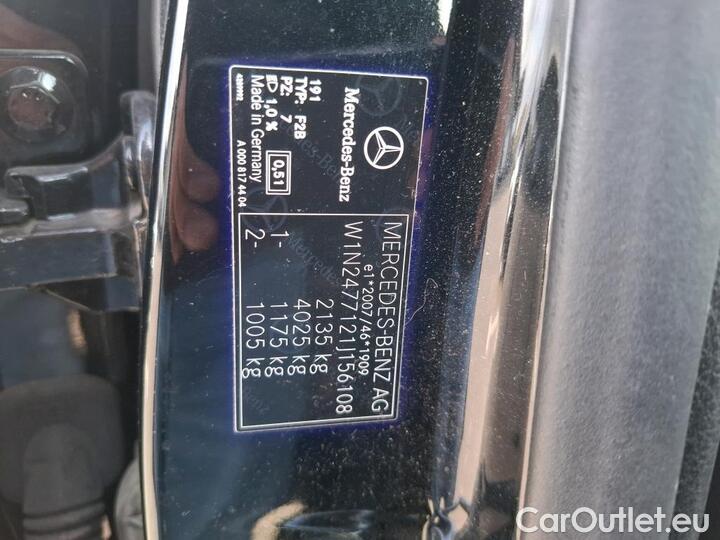 MERCEDES-BENZ AG
e1*2007/46*1909
W1N2477121J156108
2135 kg
4025 kg
1- 1175 kg
2- 1005 kg
Mercedes-Benz
191
TYP: F2B
PZ: 7
1,0 %
0,51
Made in Germany
A 000 817 44 04
CarOutlet.eu